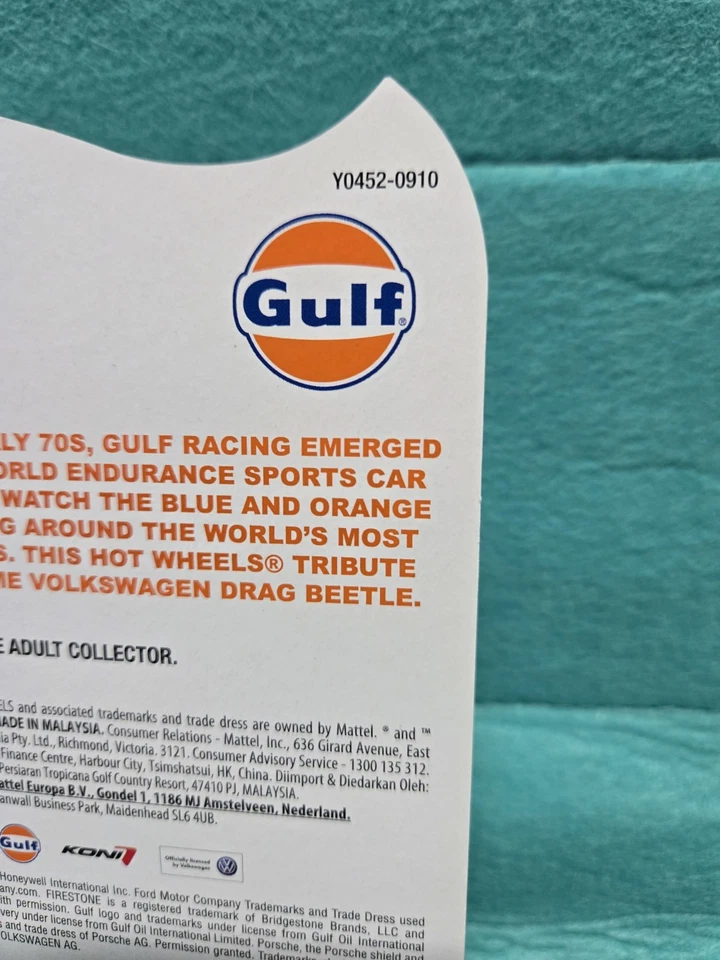 Y0452-0910
Gulf®
LY 70S, GULF RACING EMERGED
ORLD ENDURANCE SPORTS CAR
WATCH THE BLUE AND ORANGE
G AROUND THE WORLD'S MOST
S. THIS HOT WHEELS® TRIBUTE
ME VOLKSWAGEN DRAG BEETLE.
E ADULT COLLECTOR.
ELS and associated trademarks and trade dress are owned by Mattel. ® and ™
ADE IN MALAYSIA. Consumer Relations - Mattel, Inc., 636 Girard Avenue, East
ia Pty. Ltd., Richmond, Victoria. 3121. Consumer Advisory Service - 1300 135 312.
Finance Centre, Harbour City, Tsimshatsui, HK, China. Diimport & Diedarkan Oleh:
Persiaran Tropicana Golf Country Resort, 47410 PJ, MALAYSIA.
attel Europa B.V., Gondel 1, 1186 MJ Amstelveen, Nederland.
anwall Business Park, Maidenhead SL6 4UB.
Gulf KONI Officially licensed
by Volkswagen
Honeywell International Inc. Ford Motor Company Trademarks and Trade Dress used
any.com. FIRESTONE is a registered trademark of Bridgestone Brands, LLC and
ith permission. Gulf logo and trademarks under license from Gulf Oil International
very under license from Gulf Oil International Limited. Porsche, the Porsche shield and
s and trade dress of Porsche AG. Permission granted.
OLKSWAGEN AG.